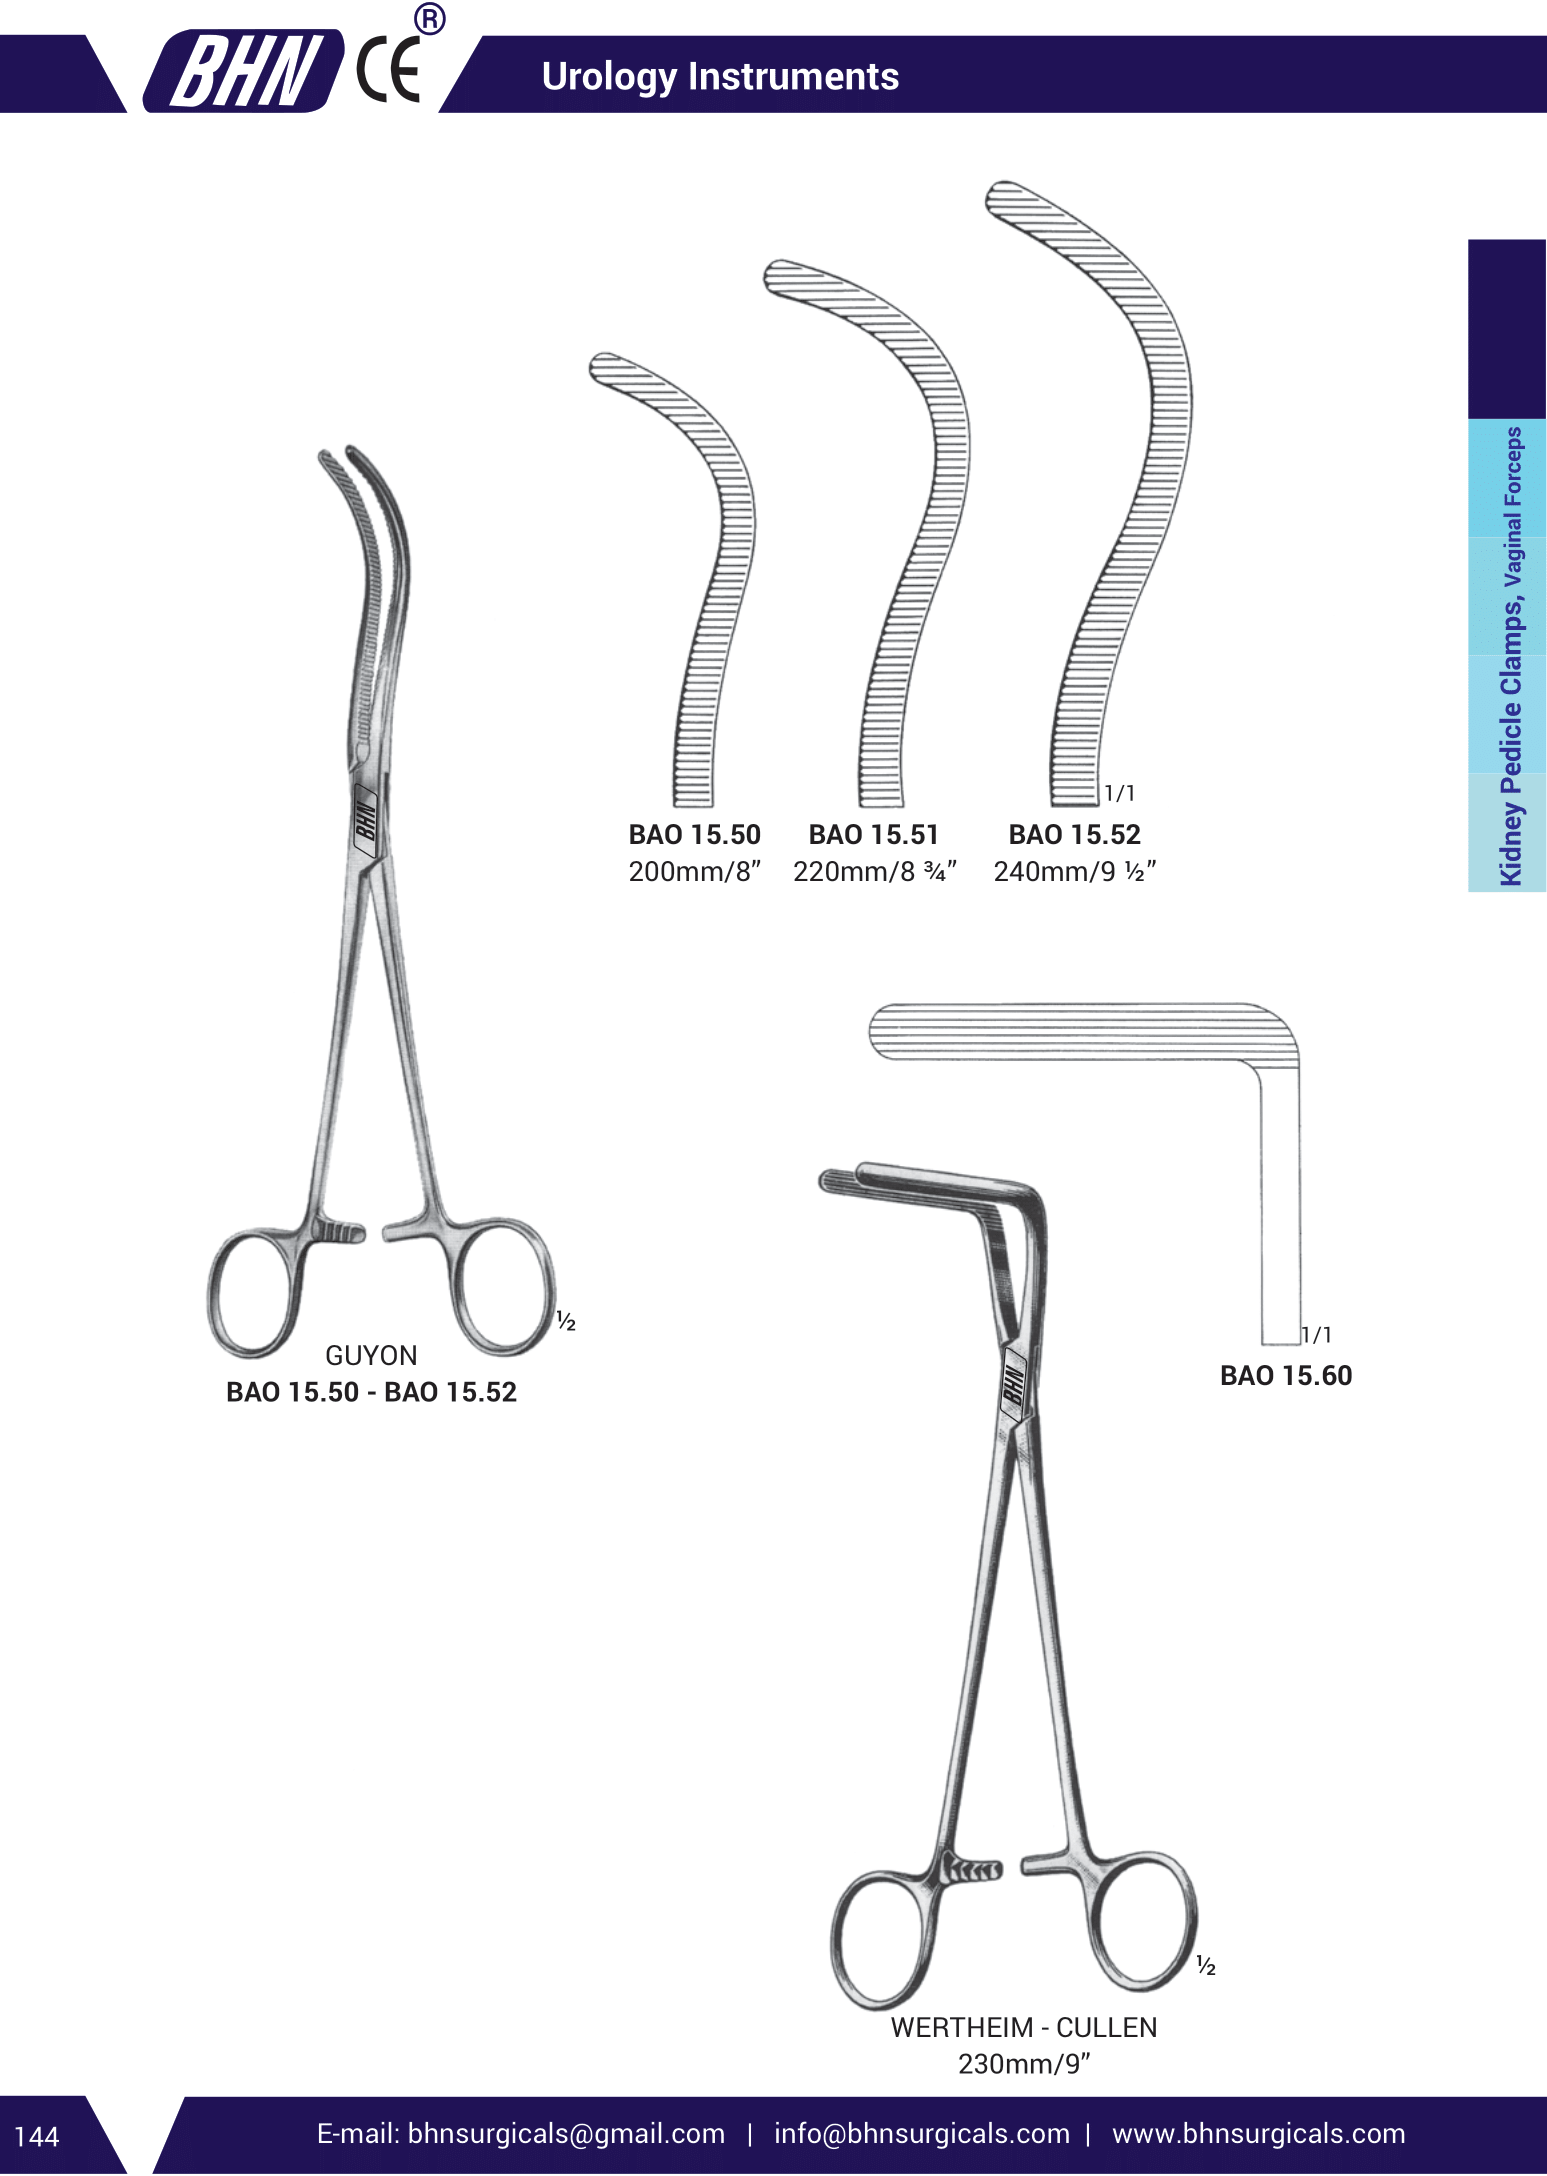 BHN CE ®
Urology Instruments
Kidney Pedicle Clamps, Vaginal Forceps
1/1
BAO 15.50 BAO 15.51 BAO 15.52
200mm/8” 220mm/8 ¾” 240mm/9 ½”
BHN
½
GUYON
BAO 15.50 - BAO 15.52
1/1
BAO 15.60
BHN
½
WERTHEIM - CULLEN
230mm/9”
144
E-mail: bhnsurgicals@gmail.com | info@bhnsurgicals.com | www.bhnsurgicals.com